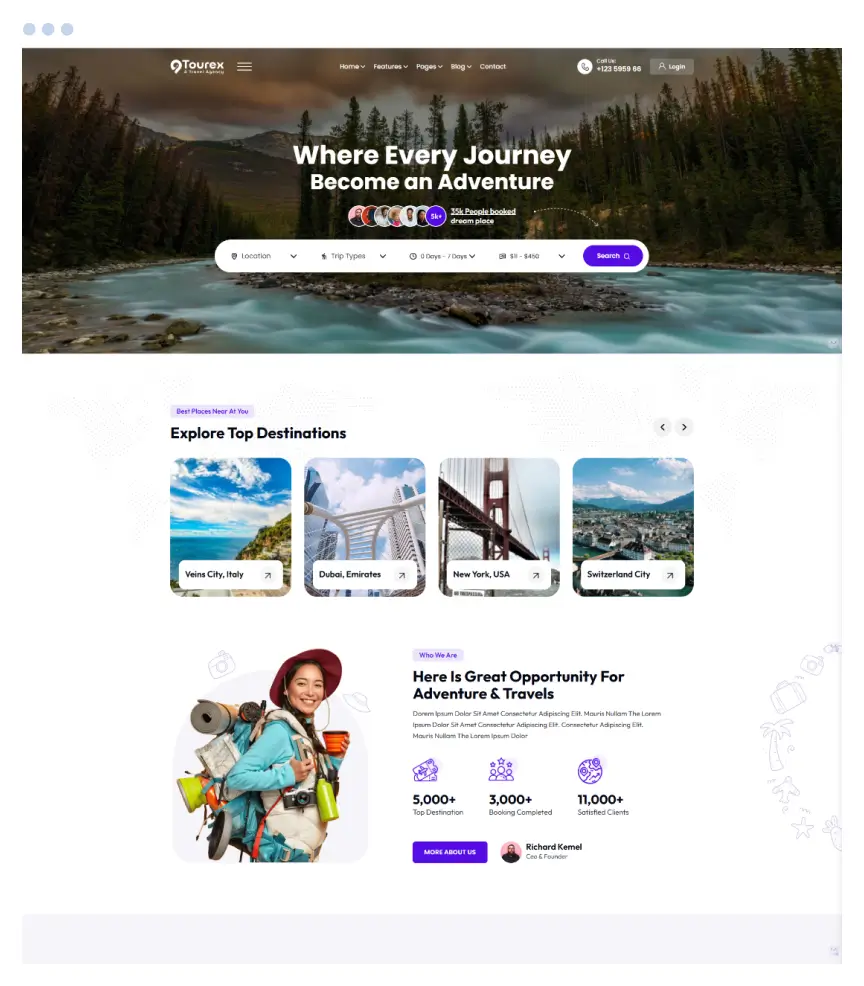 Tourex
A Travel Agency
Home
Features
Pages
Blog
Contact
Call Us:
+123 5959 66
Login
Where Every Journey
Become an Adventure
5k+
35k People booked
dream place
Location
Trip Types
0 Days - 7 Days
$11 - $450
Search
Best Places Near At You
Explore Top Destinations
Veins City, Italy
Dubai, Emirates
New York, USA
Switzerland City
Who We Are
Here Is Great Opportunity For
Adventure & Travels
Dorem Ipsum Dolor Sit Amet Consectetur Adipiscing Elit. Mauris Nullam The Lorem
Ipsum Dolor Sit Amet Consectetur Adipiscing Elit. Consectetur Adipiscing Elit.
Mauris Nullam The Lorem Ipsum Dolor
5,000+
Top Destination
3,000+
Booking Completed
11,000+
Satisfied Clients
MORE ABOUT US
Richard Kemel
Ceo & Founder